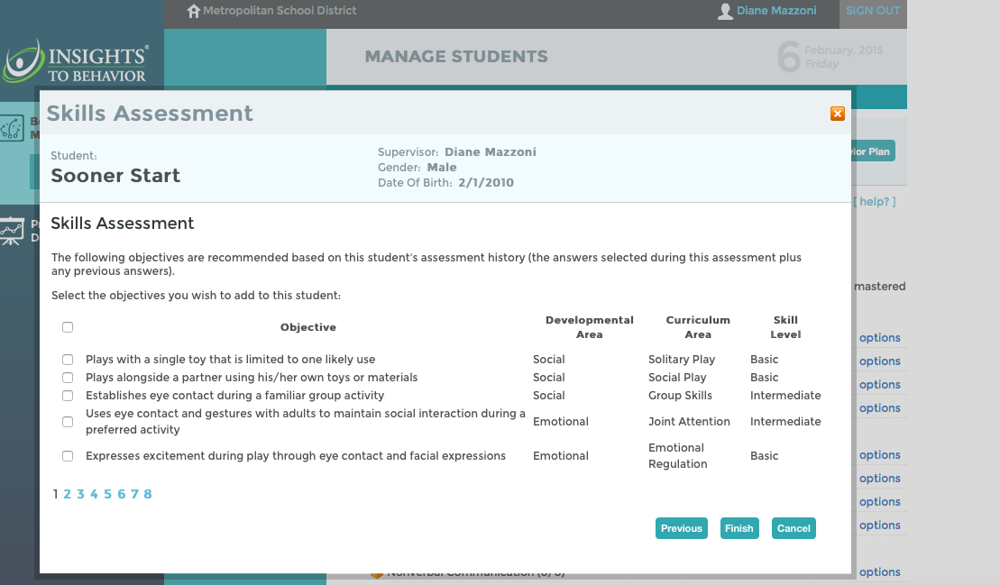 Metropolitan School District
Diane Mazzoni
SIGN OUT
INSIGHTS®
TO BEHAVIOR
MANAGE STUDENTS
6
February, 2015
Friday
Skills Assessment
Student:
Sooner Start
Supervisor: Diane Mazzoni
Gender: Male
Date Of Birth: 2/1/2010
Plan
[ help? ]
Skills Assessment
The following objectives are recommended based on this student's assessment history (the answers selected during this assessment plus
any previous answers).
mastered
Select the objectives you wish to add to this student:
Objective
Developmental
Area
Curriculum
Area
Skill
Level
Plays with a single toy that is limited to one likely use Social Solitary Play Basic
Plays alongside a partner using his/her own toys or materials Social Social Play Basic
Establishes eye contact during a familiar group activity Social Group Skills Intermediate
Uses eye contact and gestures with adults to maintain social interaction during a
preferred activity
Emotional Joint Attention Intermediate
Expresses excitement during play through eye contact and facial expressions Emotional
Emotional
Regulation
Basic
1 2 3 4 5 6 7 8
Previous Finish Cancel
options
options
options
options
options
options
options
options
options